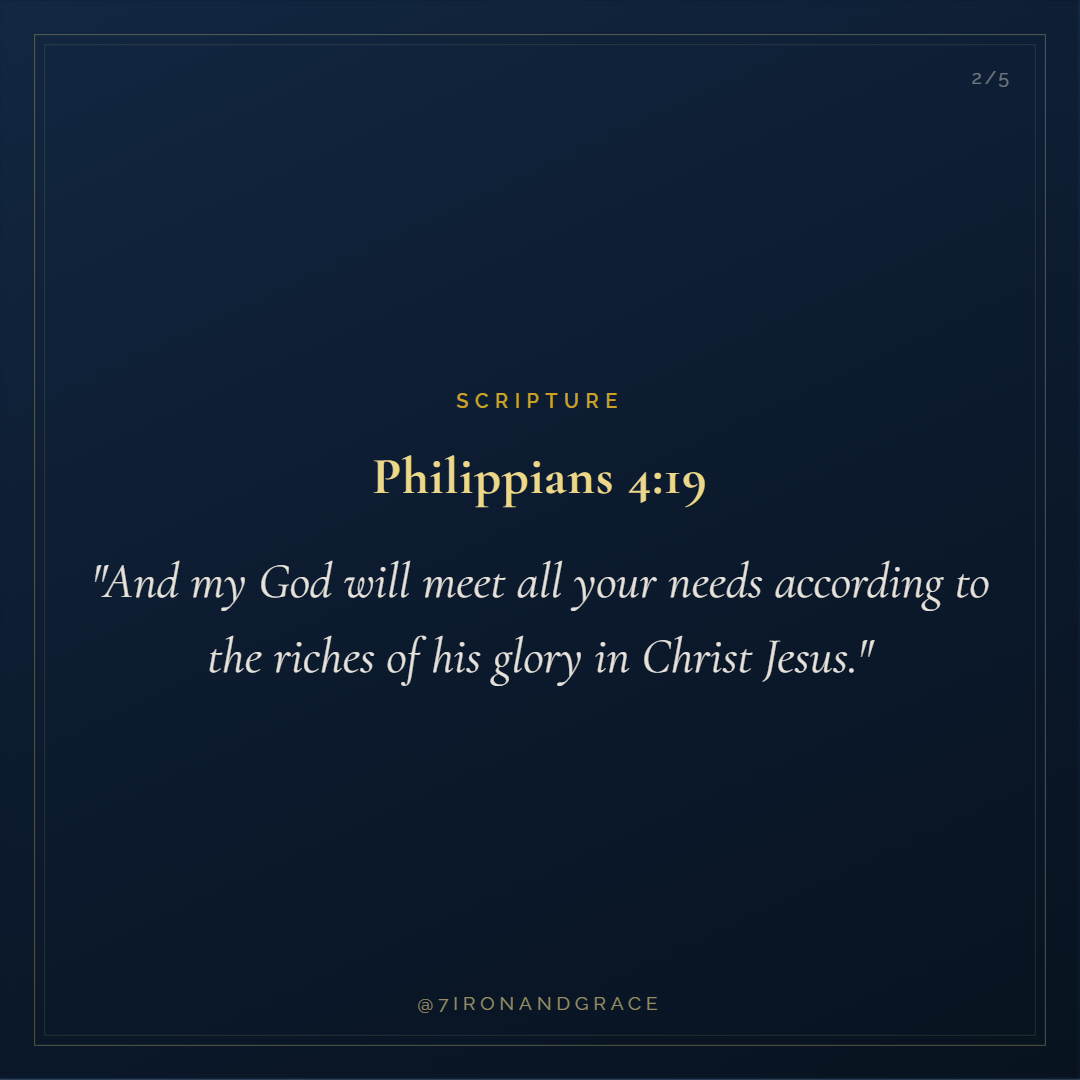 2/5
SCRIPTURE
Philippians 4:19
"And my God will meet all your needs according to
the riches of his glory in Christ Jesus."
@7IRONANDGRACE